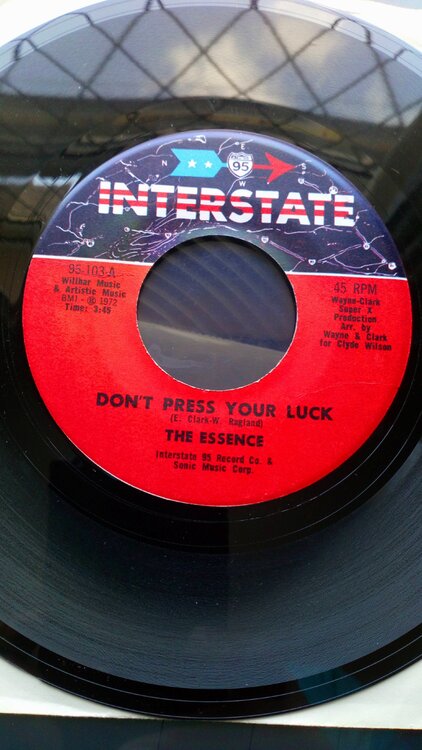 E
N
INTERSTATE
95
S
W
INTERSTATE
®
95-103-A
Willhar Music
& Artistic Music
BMI - ℗ 1972
Time: 3:45
45 RPM
Wayne-Clark
Super X
Production
Arr. by
Wayne & Clark
for Clyde Wilson
DON'T PRESS YOUR LUCK
(E. Clark-W. Ragland)
THE ESSENCE
Interstate 95 Record Co. &
Sonic Music Corp.